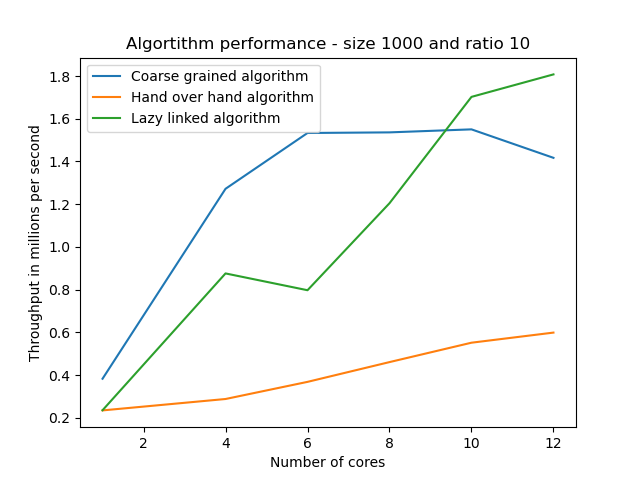 Algortithm performance - size 1000 and ratio 10
Coarse grained algorithm
Hand over hand algorithm
Lazy linked algorithm
Throughput in millions per second
1.8
1.6
1.4
1.2
1.0
0.8
0.6
0.4
0.2
2 4 6 8 10 12
Number of cores